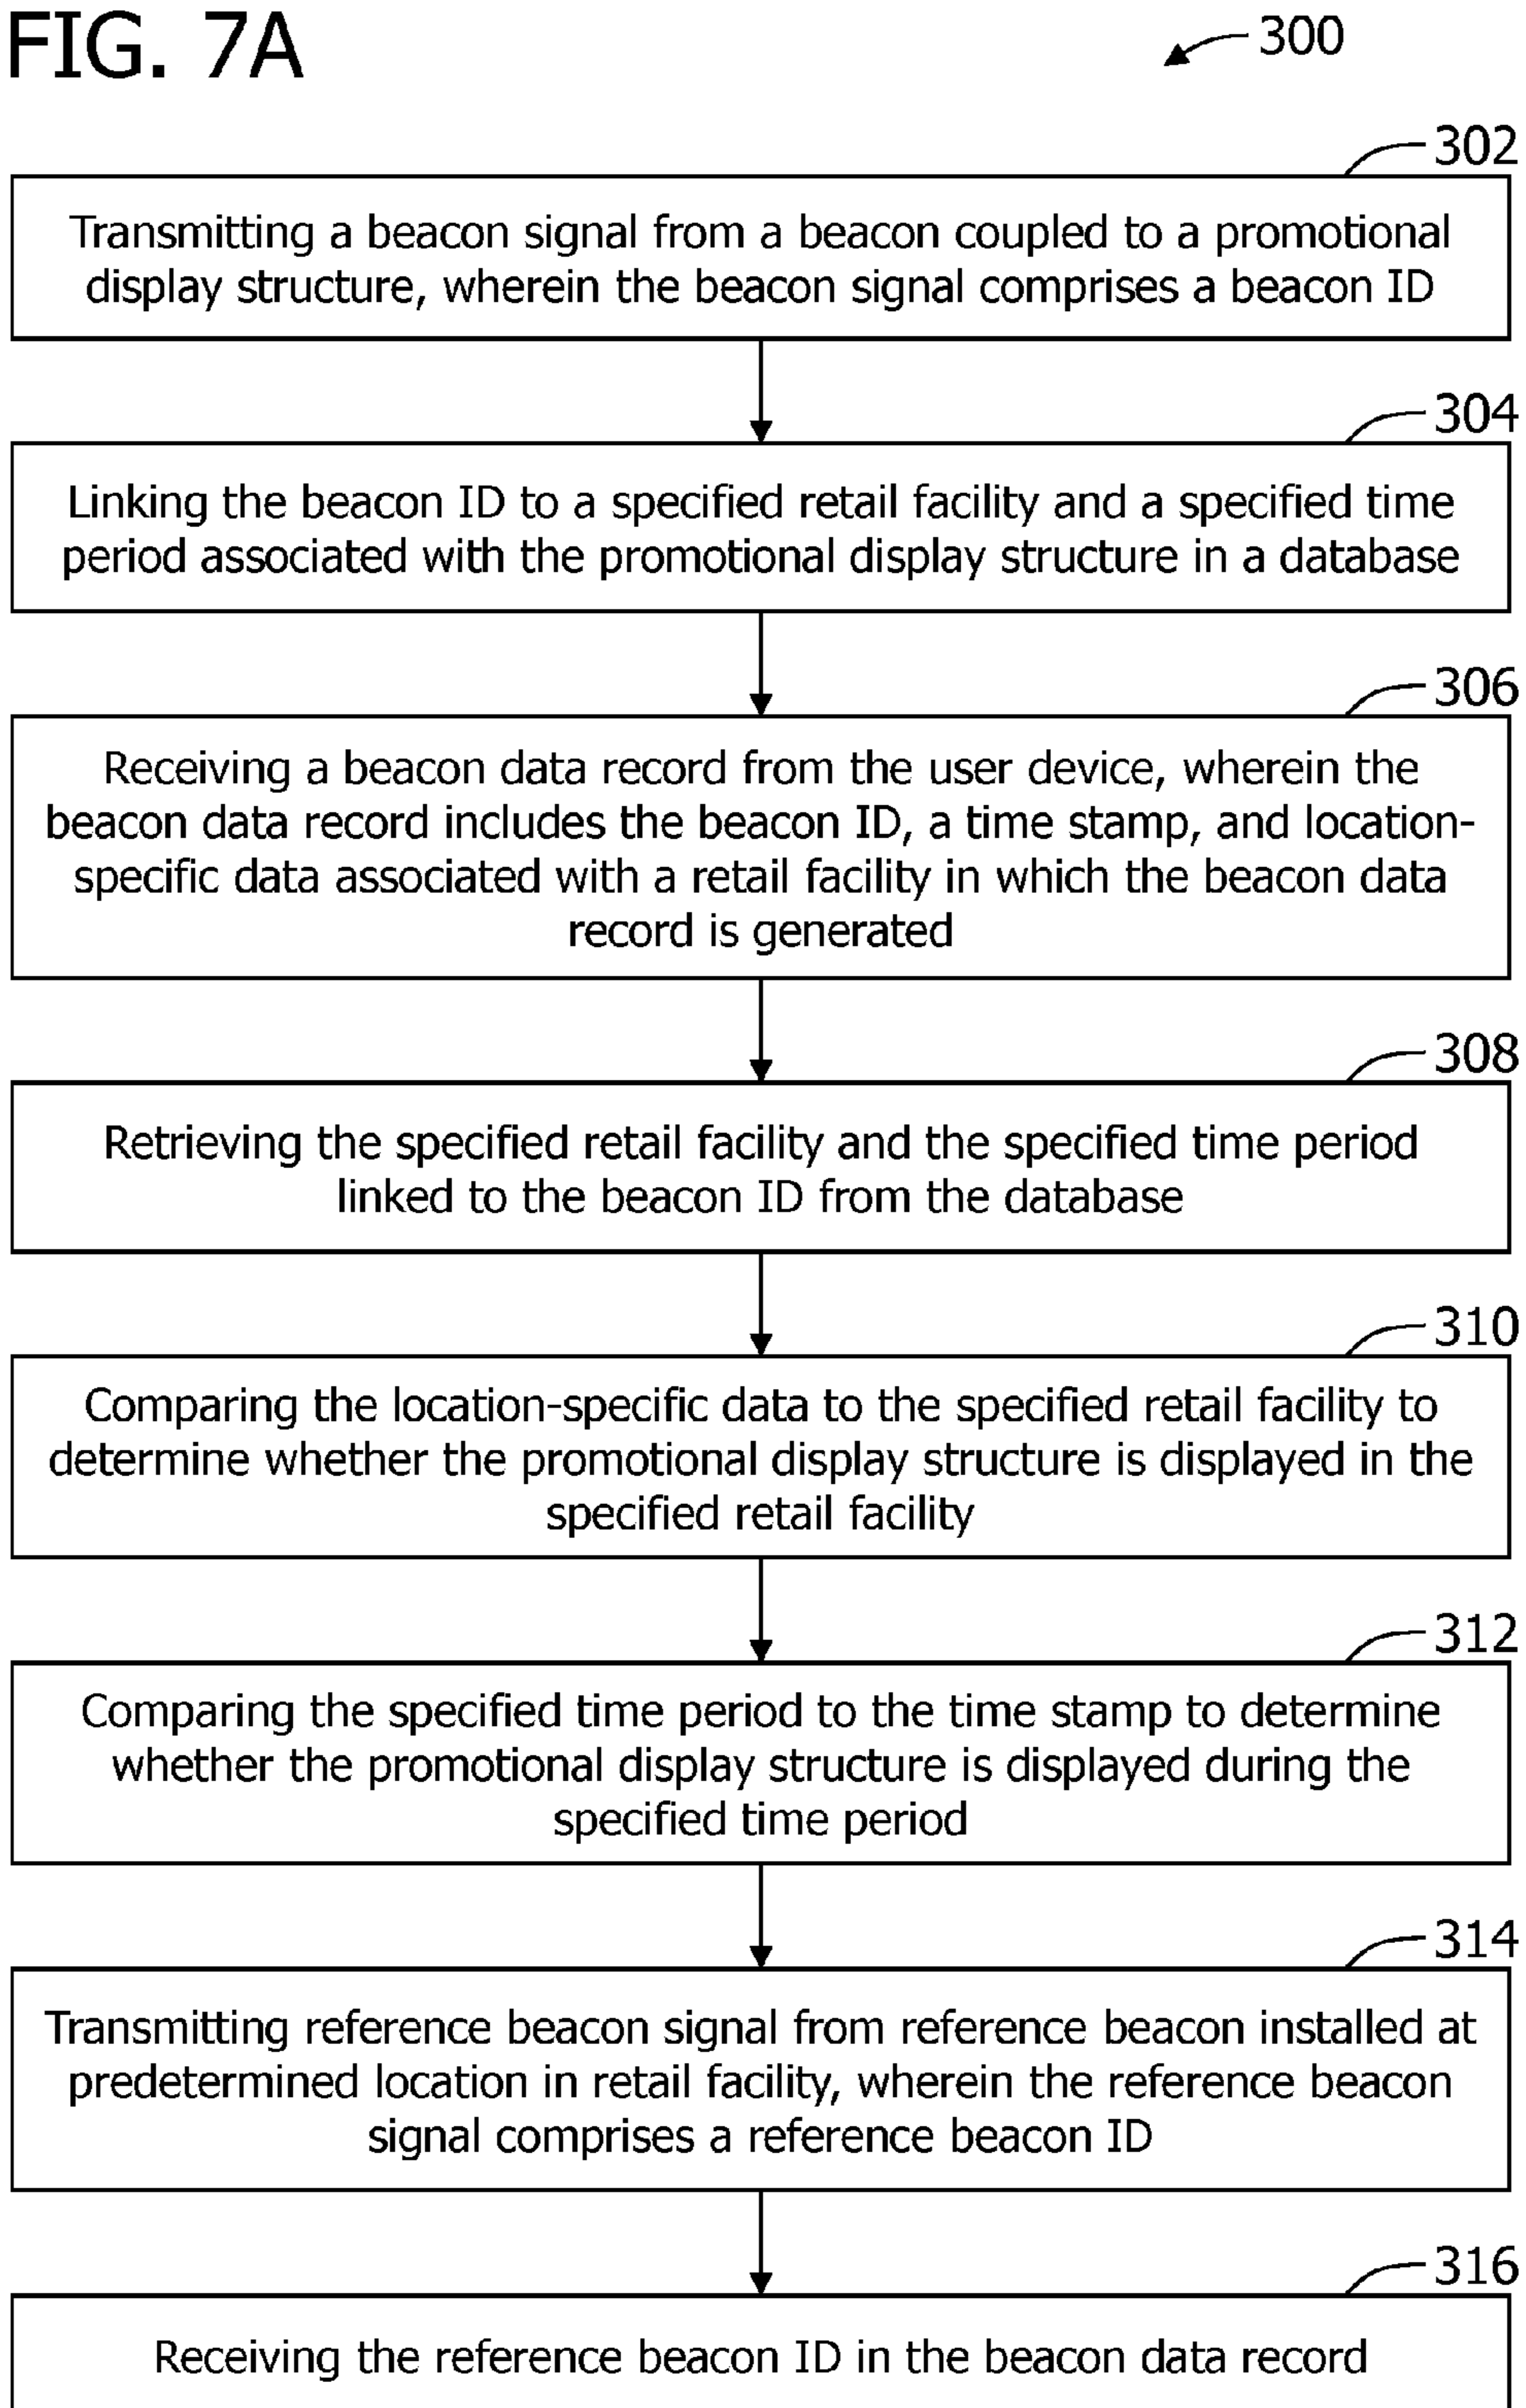 FIG. 7A
300
302
Transmitting a beacon signal from a beacon coupled to a promotional
display structure, wherein the beacon signal comprises a beacon ID
304
Linking the beacon ID to a specified retail facility and a specified time
period associated with the promotional display structure in a database
306
Receiving a beacon data record from the user device, wherein the
beacon data record includes the beacon ID, a time stamp, and location-
specific data associated with a retail facility in which the beacon data
record is generated
308
Retrieving the specified retail facility and the specified time period
linked to the beacon ID from the database
310
Comparing the location-specific data to the specified retail facility to
determine whether the promotional display structure is displayed in the
specified retail facility
312
Comparing the specified time period to the time stamp to determine
whether the promotional display structure is displayed during the
specified time period
314
Transmitting reference beacon signal from reference beacon installed at
predetermined location in retail facility, wherein the reference beacon
signal comprises a reference beacon ID
316
Receiving the reference beacon ID in the beacon data record